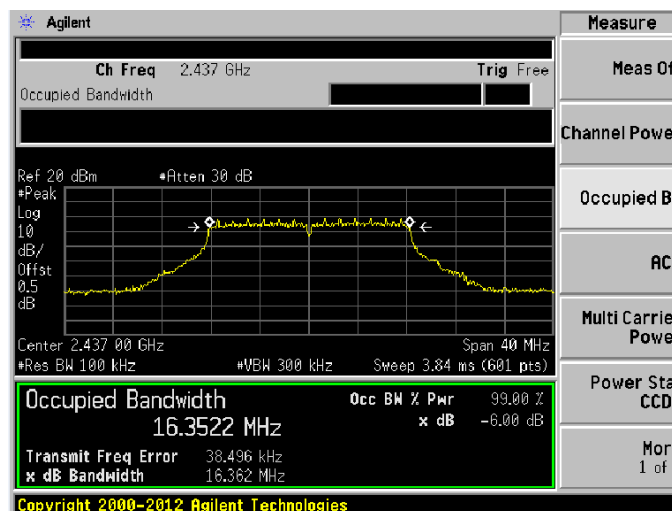 Agilent
Measure
Ch Freq 2.437 GHz Trig Free
Occupied Bandwidth
Meas Of
Channel Powe
Occupied B
AC
Multi Carrie
Powe
Power Sta
CCD
Mor
1 of
Ref 20 dBm #Atten 30 dB
#Peak
Log
10
dB/
Offst
0.5
dB
Center 2.437 00 GHz Span 40 MHz
#Res BW 100 kHz #VBW 300 kHz Sweep 3.84 ms (601 pts)
Occupied Bandwidth Occ BW % Pwr 99.00 %
16.3522 MHz x dB -6.00 dB
Transmit Freq Error 38.496 kHz
x dB Bandwidth 16.362 MHz
Copyright 2000-2012 Agilent Technologies